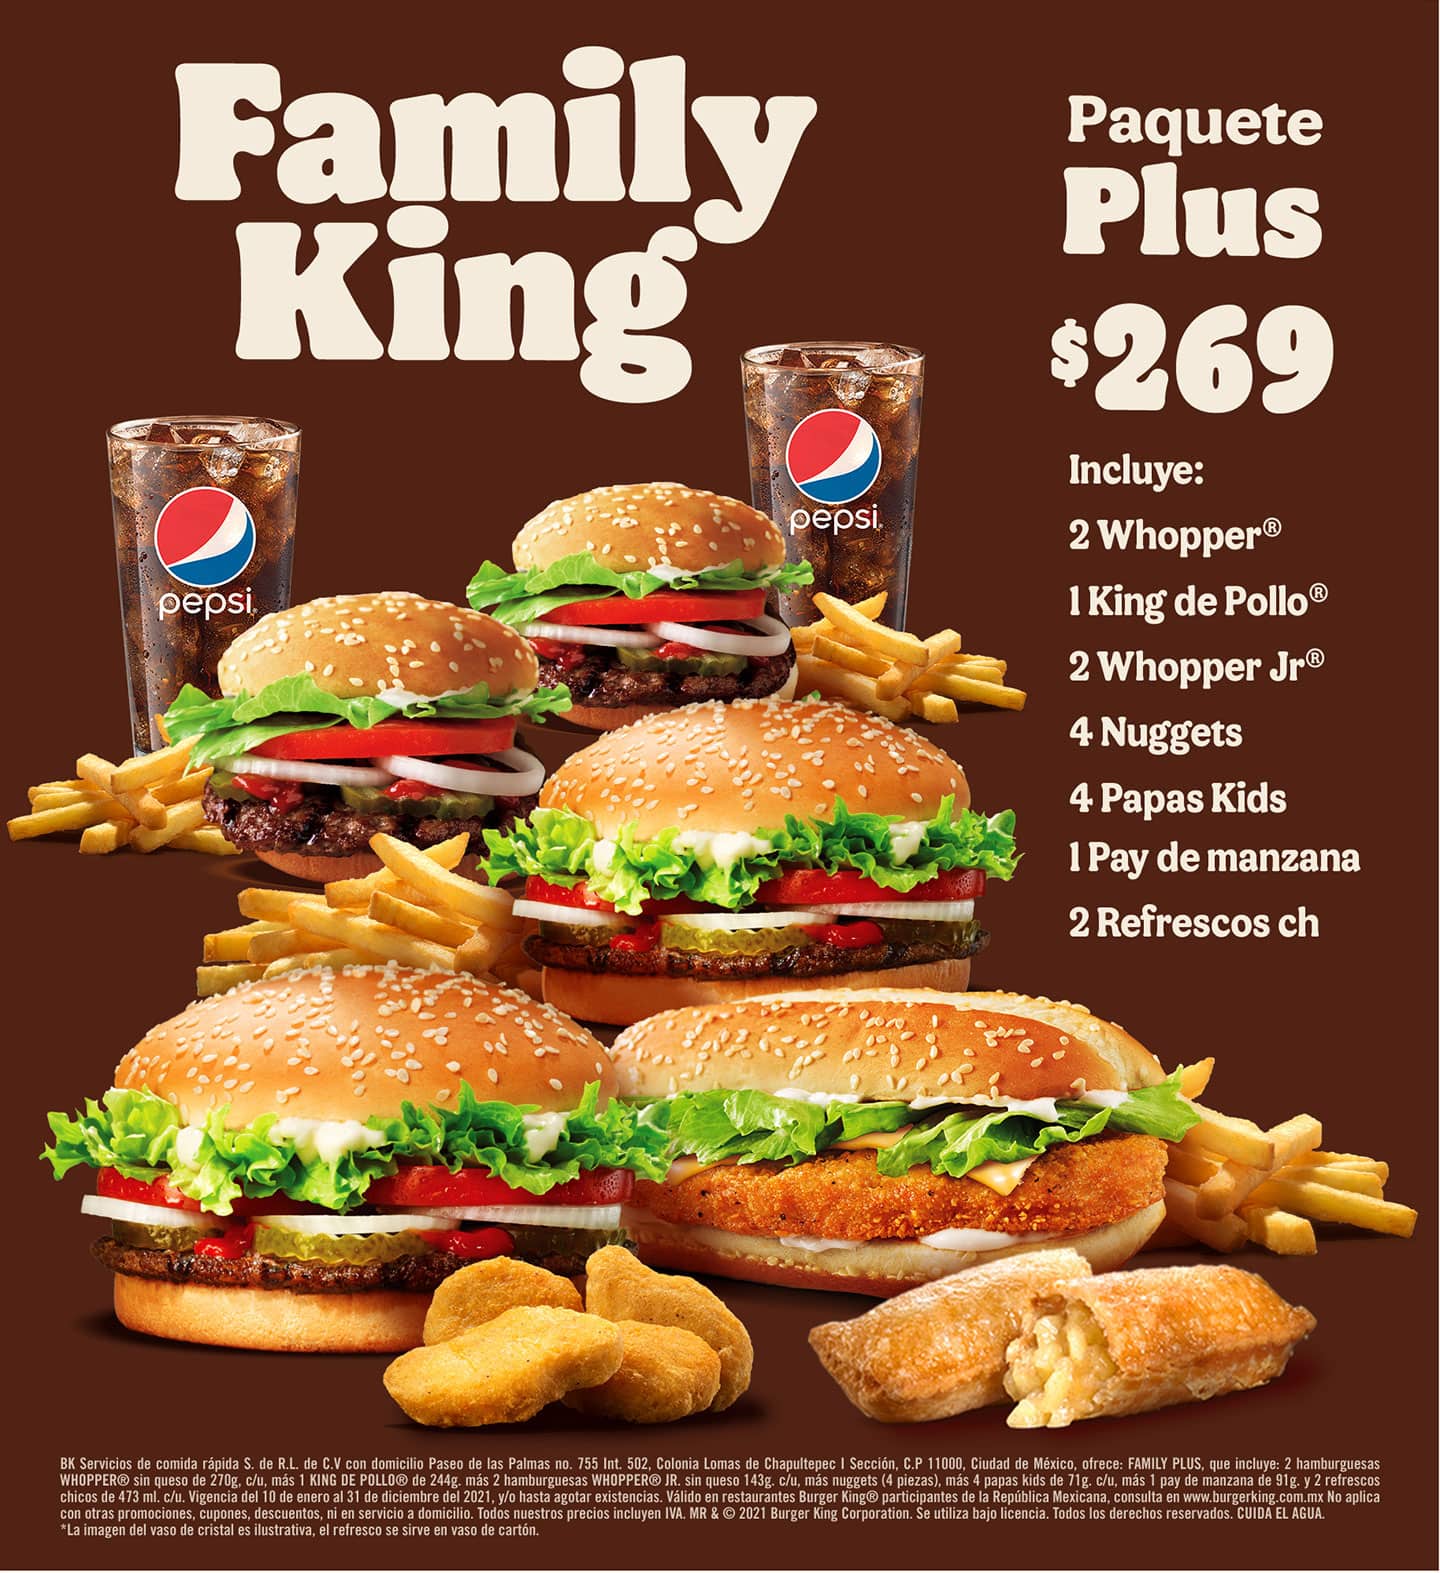 Family
King
Paquete
Plus
$269
Incluye:
2 Whopper®
1 King de Pollo®
2 Whopper Jr®
4 Nuggets
4 Papas Kids
1 Pay de manzana
2 Refrescos ch
pepsi
pepsi
BK Servicios de comida rápida S. de R.L. de C.V con domicilio Paseo de las Palmas no. 755 Int. 502, Colonia Lomas de Chapultepec I Sección, C.P 11000, Ciudad de México, ofrece: FAMILY PLUS, que incluye: 2 hamburguesas
WHOPPER® sin queso de 270g, c/u, más 1 KING DE POLLO® de 244g. más 2 hamburguesas WHOPPER® JR. sin queso 143g. c/u, más nuggets (4 piezas), más 4 papas kids de 71g. c/u, más 1 pay de manzana de 91g. y 2 refrescos
chicos de 473 ml. c/u. Vigencia del 10 de enero al 31 de diciembre del 2021, y/o hasta agotar existencias. Válido en restaurantes Burger King® participantes de la República Mexicana, consulta en www.burgerking.com.mx No aplica
con otras promociones, cupones, descuentos, ni en servicio a domicilio. Todos nuestros precios incluyen IVA. MR & © 2021 Burger King Corporation. Se utiliza bajo licencia. Todos los derechos reservados. CUIDA EL AGUA.
*La imagen del vaso de cristal es ilustrativa, el refresco se sirve en vaso de cartón.